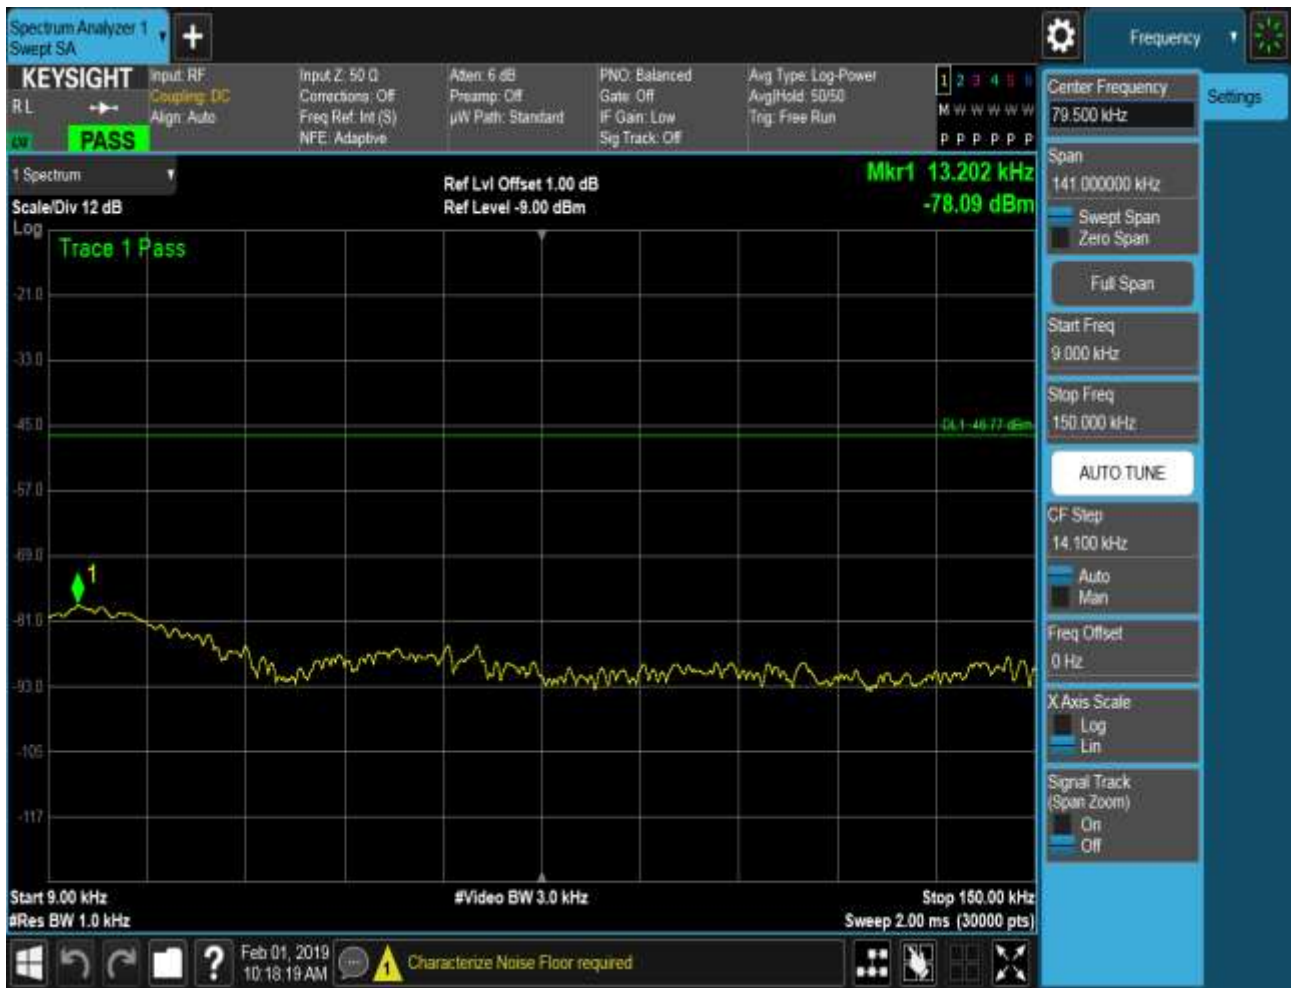 Spectrum Analyzer 1
Swept SA
Frequency
KEYSIGHT
R L
PASS
Input: RF
Coupling: DC
Align: Auto
Input Z: 50 Ω
Corrections: Off
Freq Ref: Int (S)
NFE: Adaptive
Atten: 6 dB
Preamp: Off
µW Path: Standard
PNO: Balanced
Gate: Off
IF Gain: Low
Sig Track: Off
Avg Type: Log-Power
Avg|Hold: 50/50
Trig: Free Run
1 2 3 4 5 6
M W W W W W
P P P P P P
1 Spectrum
Scale/Div 12 dB
Log
Ref Lvl Offset 1.00 dB
Ref Level -9.00 dBm
Mkr1 13.202 kHz
-78.09 dBm
Trace 1 Pass
-21.0
-33.0
-45.0
DL1 -46.77 dBm
-57.0
-69.0
1
-81.0
-93.0
-105
-117
Start 9.00 kHz
#Video BW 3.0 kHz
Stop 150.00 kHz
#Res BW 1.0 kHz
Sweep 2.00 ms (30000 pts)
Center Frequency
79.500 kHz
Settings
Span
141.000000 kHz
Swept Span
Zero Span
Full Span
Start Freq
9.000 kHz
Stop Freq
150.000 kHz
AUTO TUNE
CF Step
14.100 kHz
Auto
Man
Freq Offset
0 Hz
X Axis Scale
Log
Lin
Signal Track
(Span Zoom)
On
Off
?
Feb 01, 2019
10:18:19 AM
1
Characterize Noise Floor required